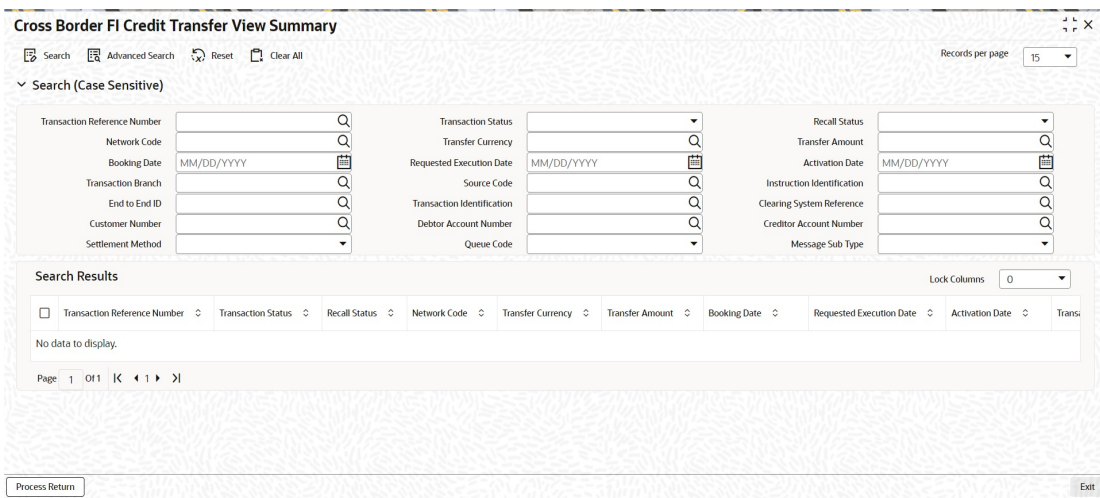 Cross Border FI Credit Transfer View Summary
Search Advanced Search Reset Clear All Records per page 15
Search (Case Sensitive)
Transaction Reference Number Transaction Status Recall Status
Network Code Transfer Currency Transfer Amount
Booking Date MM/DD/YYYY Requested Execution Date MM/DD/YYYY Activation Date MM/DD/YYYY
Transaction Branch Source Code Instruction Identification
End to End ID Transaction Identification Clearing System Reference
Customer Number Debtor Account Number Creditor Account Number
Settlement Method Queue Code Message Sub Type
Search Results Lock Columns 0
Transaction Reference Number Transaction Status Recall Status Network Code Transfer Currency Transfer Amount Booking Date Requested Execution Date Activation Date Transa
No data to display.
Page 1 Of 1 1
Process Return Exit